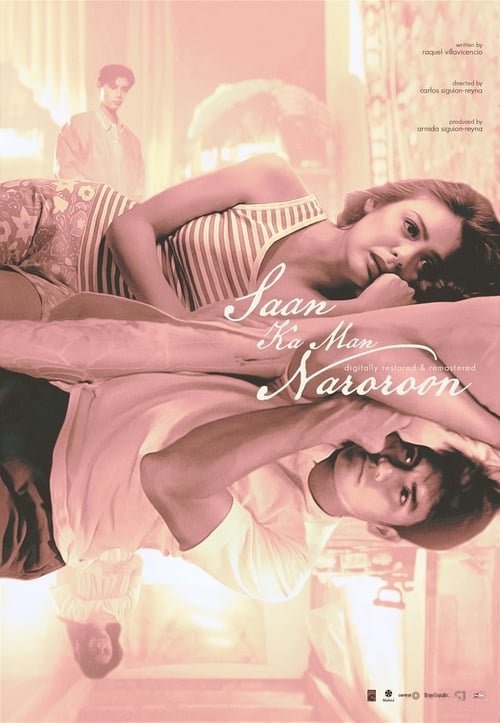 written by
raquel villavicencio
directed by
carlos siguion-reyna
produced by
armida siguion-reyna
Saan
Ka Man
Naroroon
digitally restored & remastered